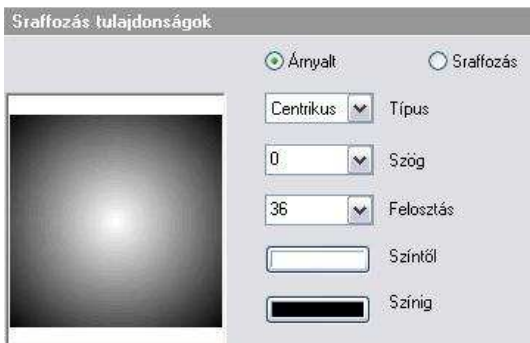 Sraffozás tulajdonságok
Árnyalt Sraffozás
Centrikus Típus
0 Szög
36 Felosztás
Színtől
Színig